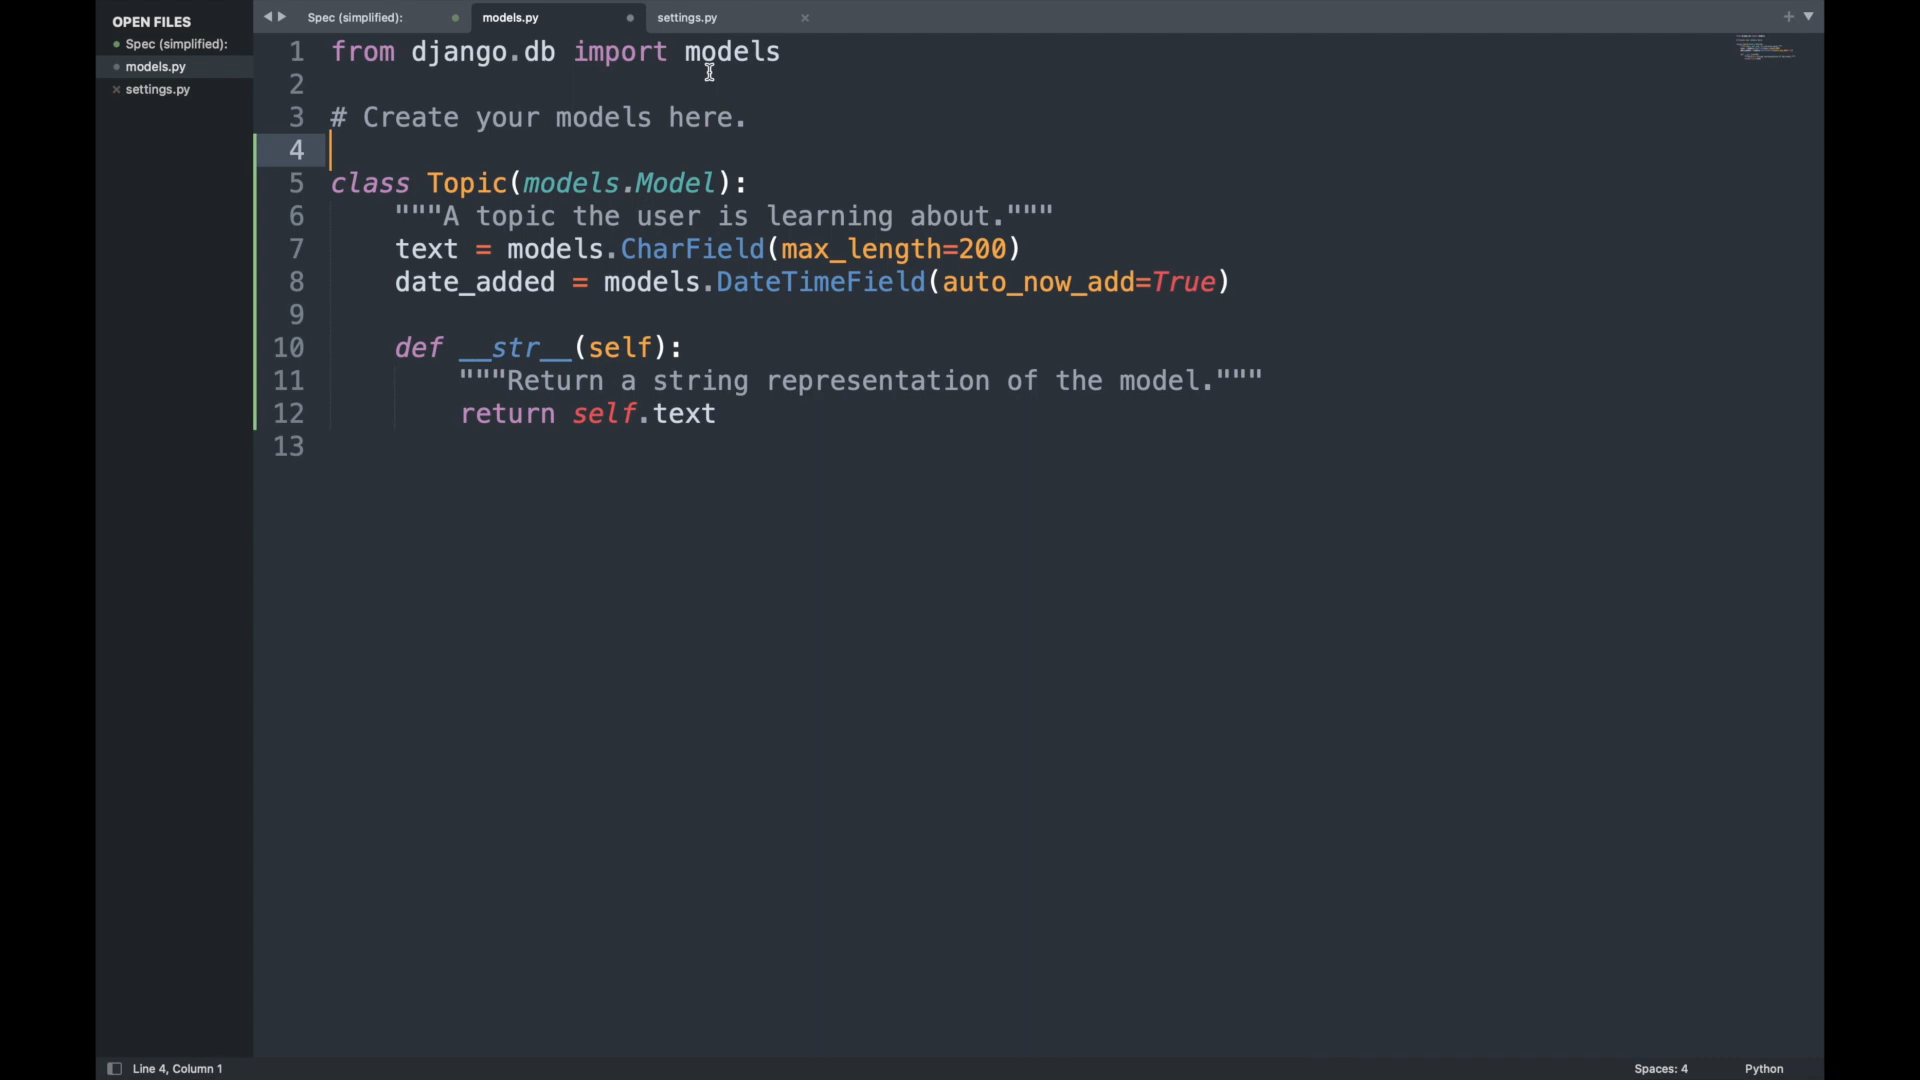 OPEN FILES
Spec (simplified):
models.py
settings.py
Spec (simplified):
models.py
settings.py
1 from django.db import models
2
3 # Create your models here.
4
5 class Topic(models.Model):
6     """A topic the user is learning about."""
7     text = models.CharField(max_length=200)
8     date_added = models.DateTimeField(auto_now_add=True)
9
10     def __str__(self):
11         """Return a string representation of the model."""
12         return self.text
13
Line 4, Column 1
Spaces: 4
Python